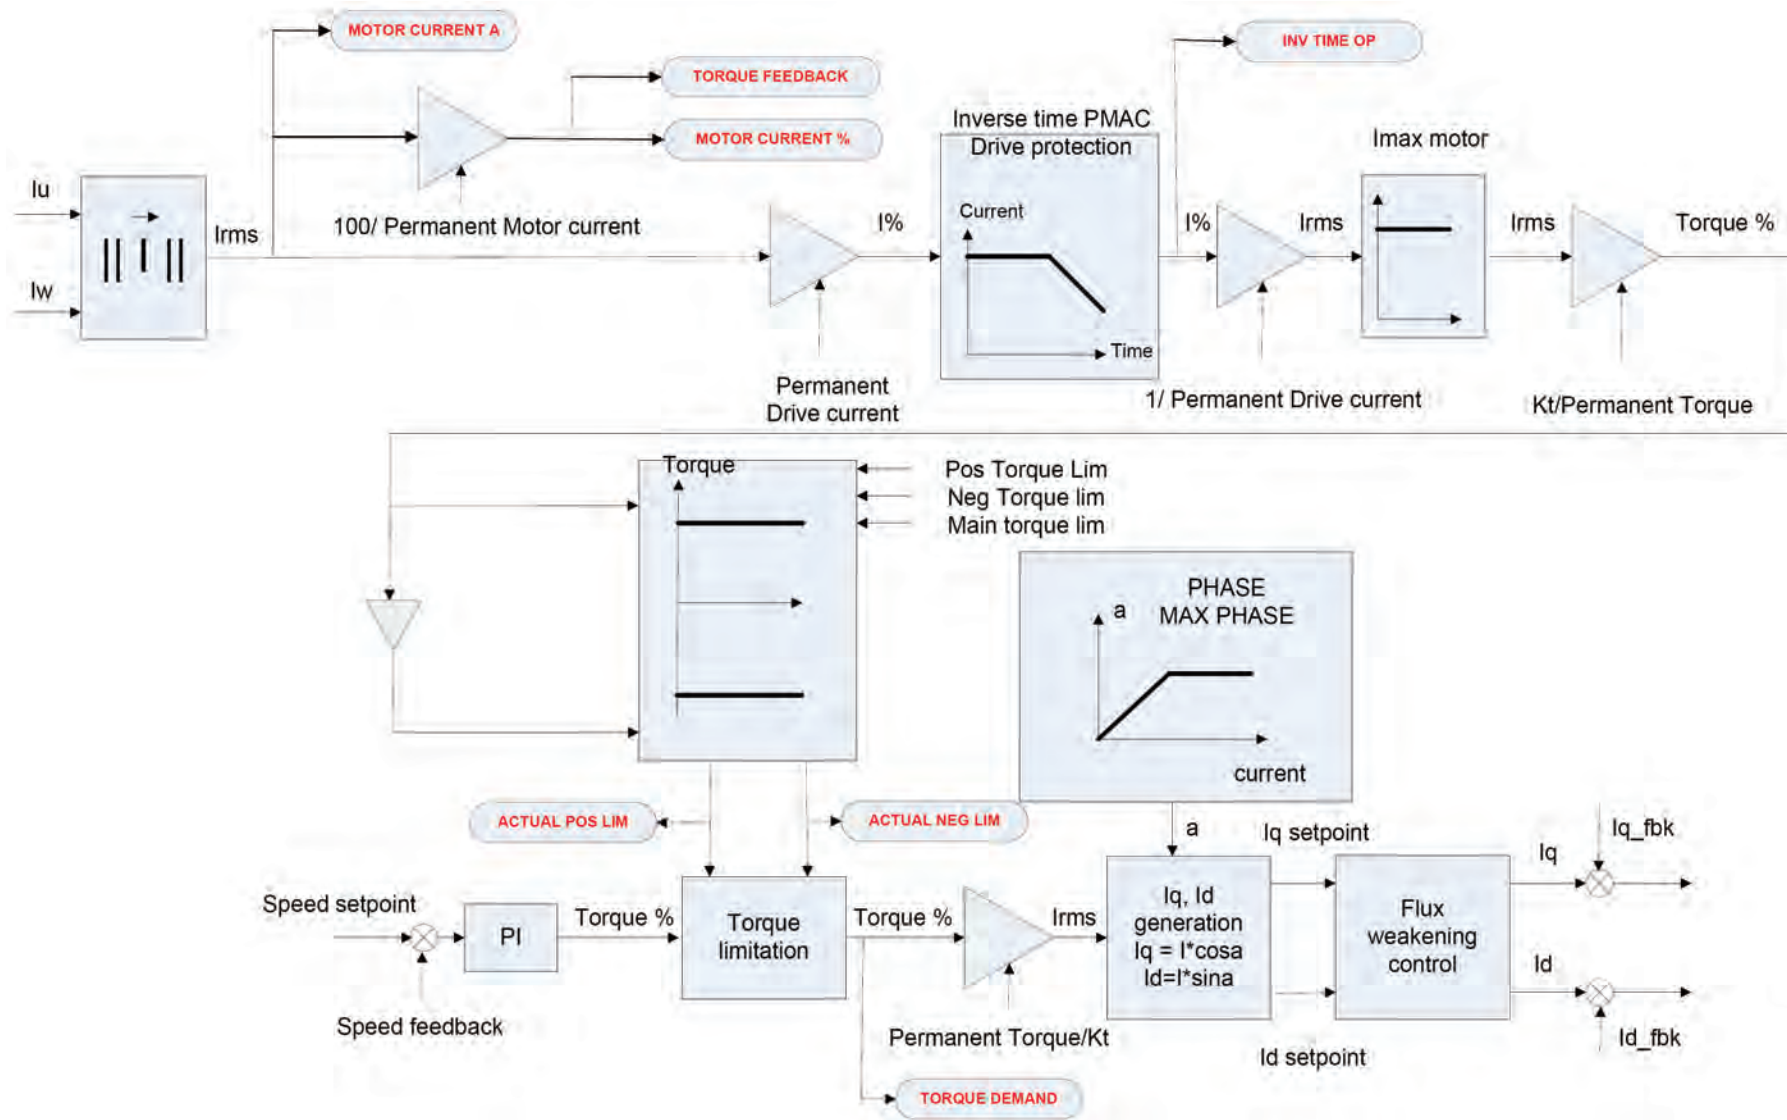 MOTOR CURRENT A
INV TIME OP
TORQUE FEEDBACK
MOTOR CURRENT %
Inverse time PMAC
Drive protection
Imax motor
Iu
Irms
Iw
100/ Permanent Motor current
I%
Current
Time
I%
Irms
Irms
Torque %
Permanent
Drive current
1/ Permanent Drive current
Kt/Permanent Torque
Torque
Pos Torque Lim
Neg Torque lim
Main torque lim
PHASE
MAX PHASE
a
current
ACTUAL POS LIM
ACTUAL NEG LIM
a
Iq setpoint
Iq_fbk
Iq
Speed setpoint
PI
Torque %
Torque
limitation
Torque %
Irms
Iq, Id
generation
Iq = I*cosa
Id=I*sina
Flux
weakening
control
Id
Speed feedback
Permanent Torque/Kt
Id setpoint
Id_fbk
TORQUE DEMAND